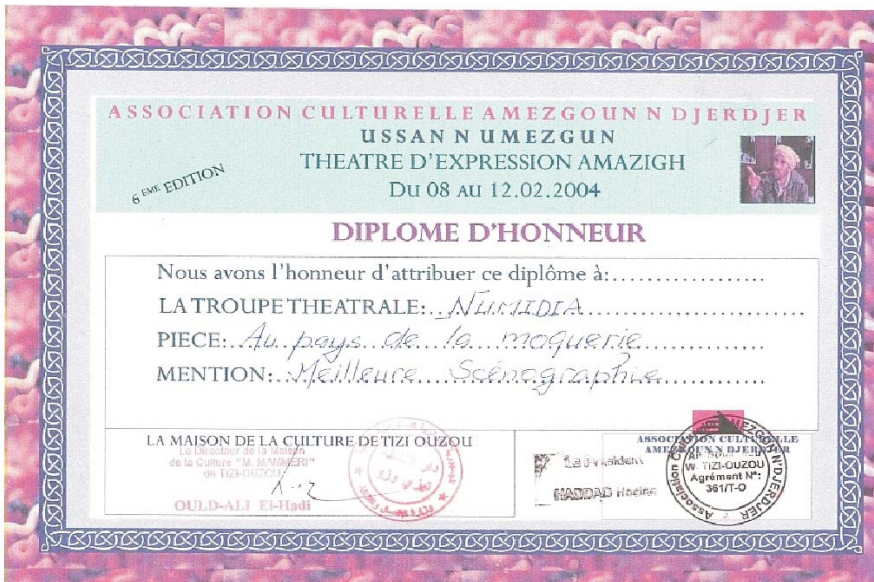 ASSOCIATION CULTURELLE AMEZGOUN N DJERDJER
USSAN N UMEZGUN
THEATRE D'EXPRESSION AMAZIGH
6 EME EDITION
DU 08 AU 12.02.2004
DIPLOME D'HONNEUR
Nous avons l'honneur d'attribuer ce diplôme à:..................
LA TROUPE THEATRALE: NUMIDIA
PIECE: Au pays de la moquerie
MENTION: Meilleure Scénographie
LA MAISON DE LA CULTURE DE TIZI OUZOU
Le Directeur de la Maison
de la Culture "M. MAMMERI"
de TIZI-OUZOU
OULD-ALI El-Hadi
ASSOCIATION CULTURELLE
AMEZGOUN N DJERDJER
Le Président
HADDAD Hacine
W. TIZI-OUZOU
Agrément N°:
361/T-O